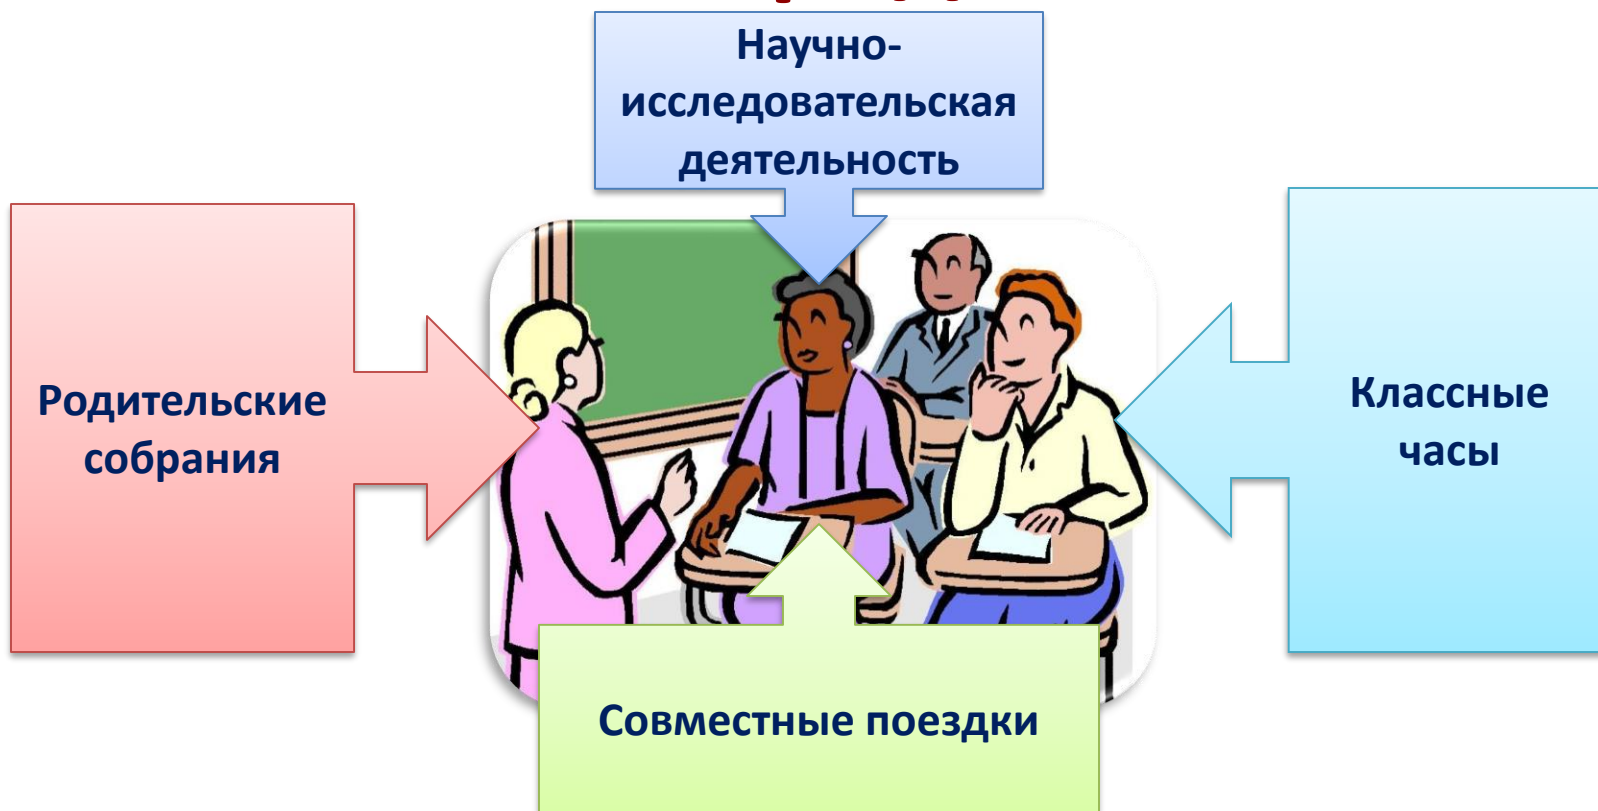 Научно-
исследовательская
деятельность
Родительские
собрания
Классные
часы
Совместные поездки